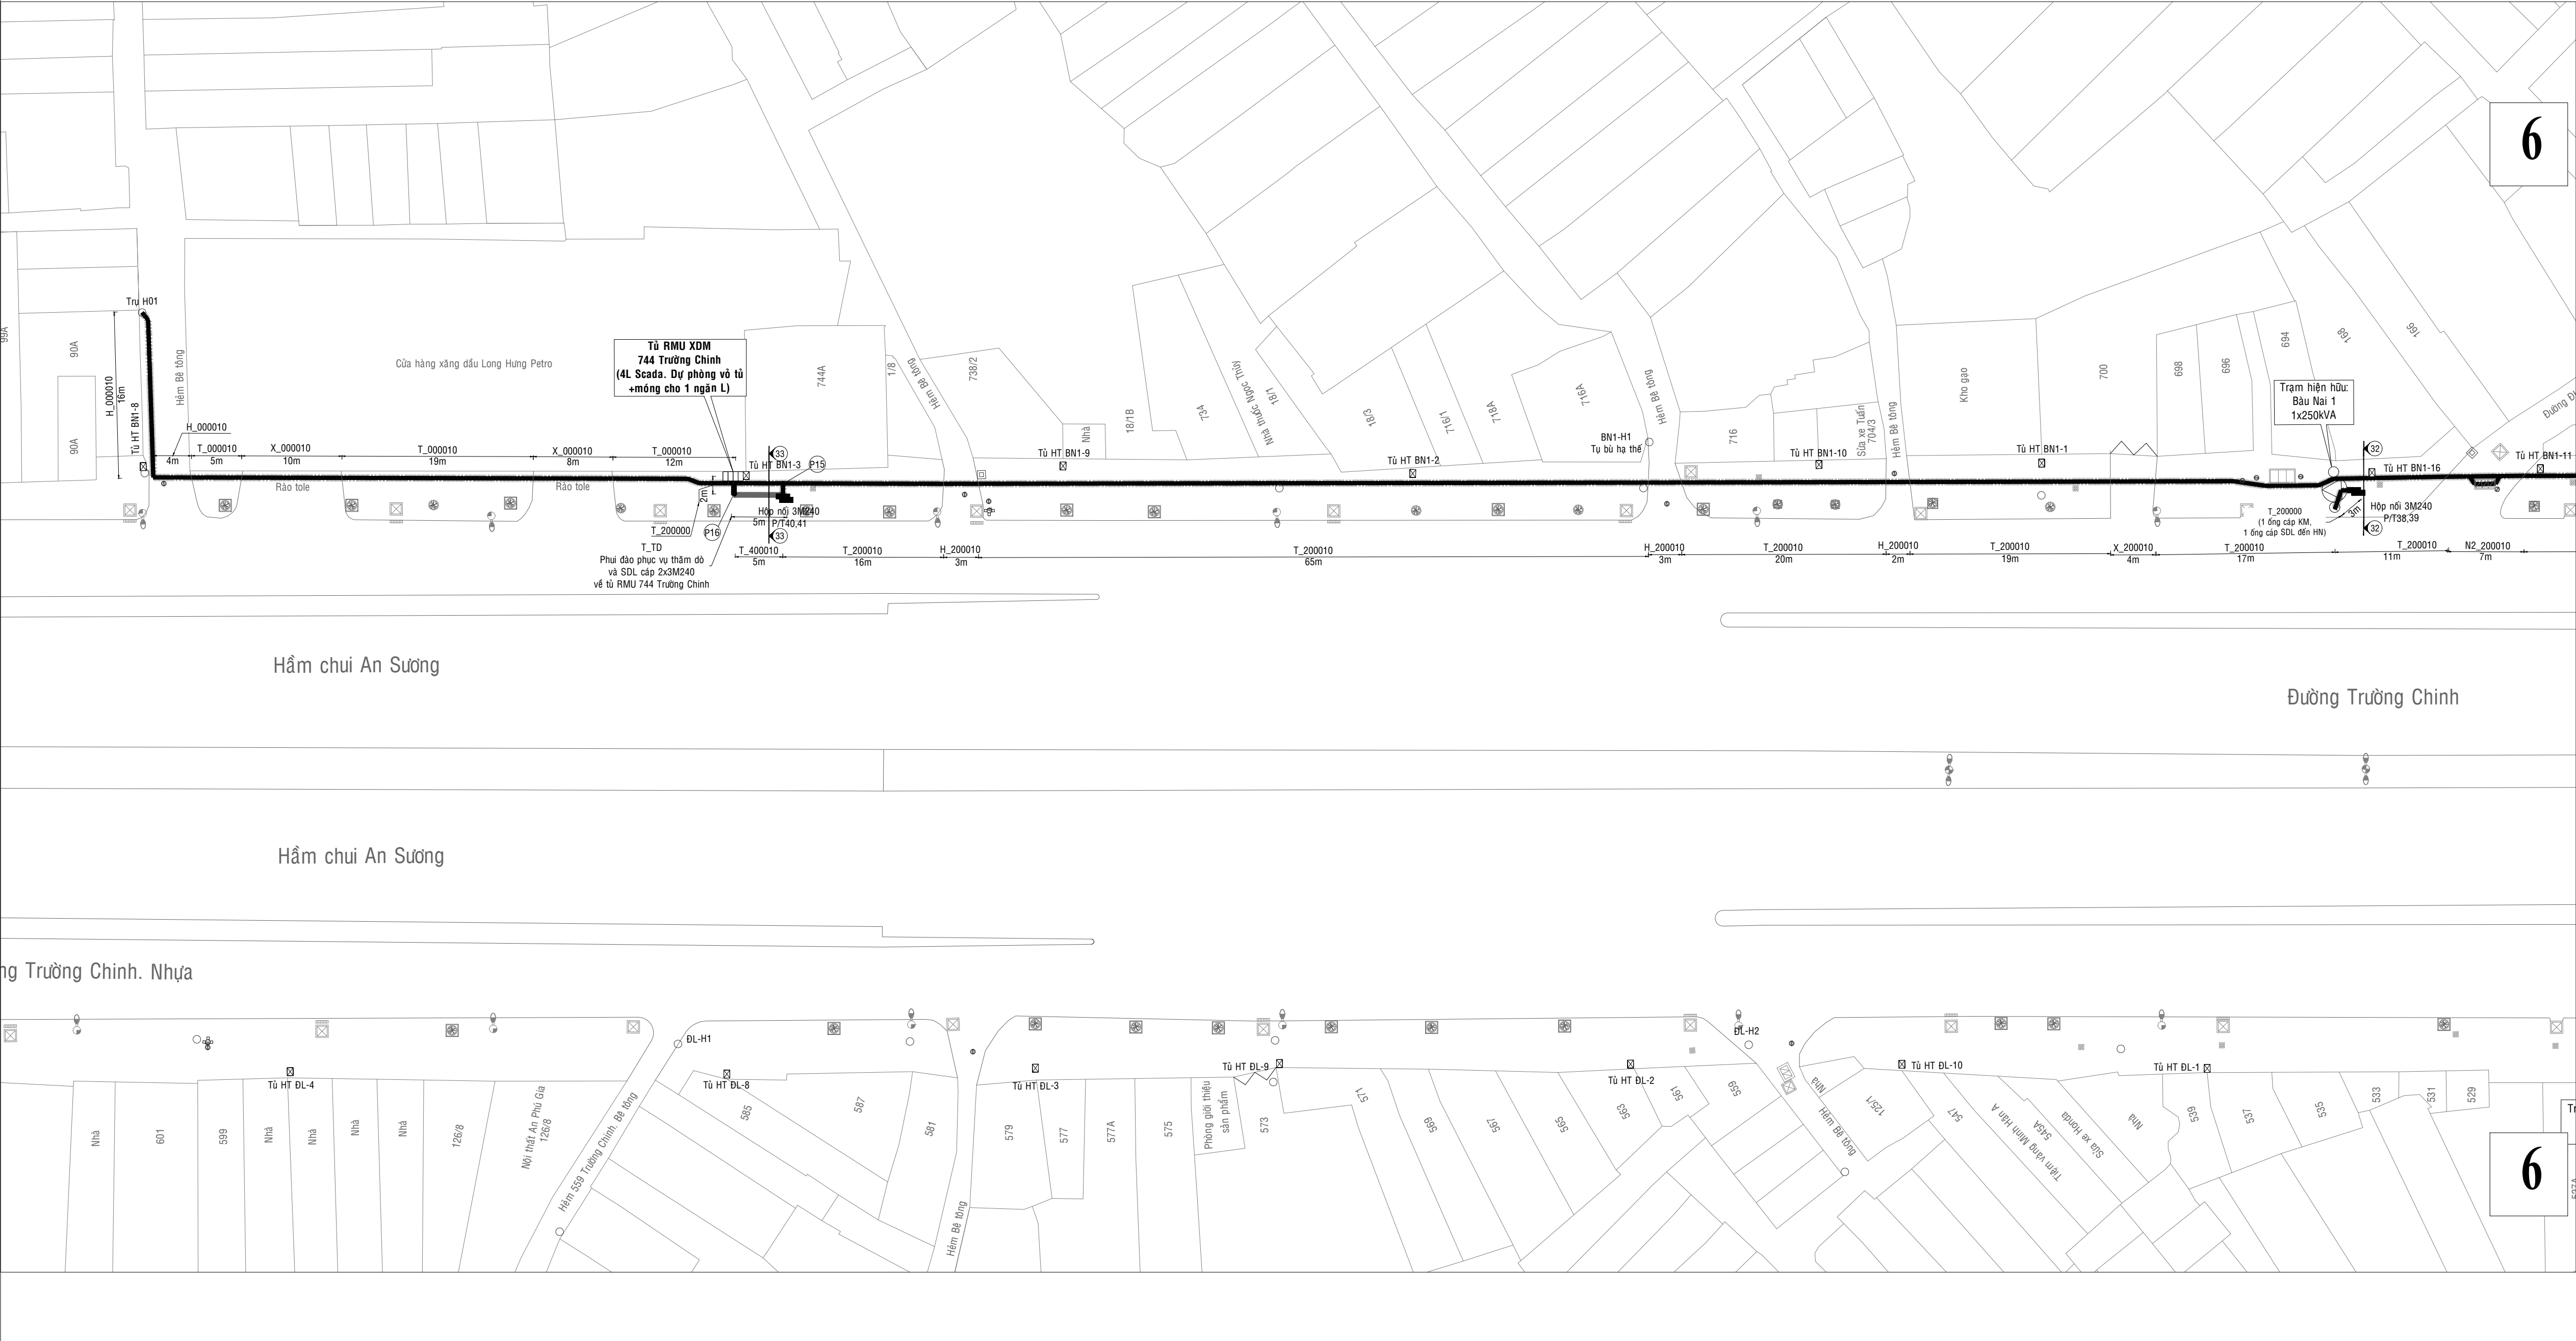 6
Trụ H01
99A
90A
90A
H_000010
16m
Tủ HT BN1-8
Hẻm Bê tông
Cửa hàng xăng dầu Long Hưng Petro
Tủ RMU XDM
744 Trường Chinh
(4L Scada. Dự phòng vỏ tủ
+móng cho 1 ngăn L)
744A
1/8
Hẻm Bê tông
738/2
Nhà
18/1B
734
Nhà thuốc Ngọc Thúy
18/1
18/3
716/1
718A
716A
Hẻm Bê tông
716
Sửa xe Tuấn
704/3
Hẻm Bê tông
Kho gạo
700
698
696
694
168
166
Trạm hiện hữu:
Bàu Nai 1
1x250kVA
H_000010
4m
T_000010
5m
X_000010
10m
T_000010
19m
X_000010
8m
T_000010
12m
Rào tole
Rào tole
33
Tủ HT BN1-3
P15
Tủ HT BN1-9
Tủ HT BN1-2
BN1-H1
Tụ bù hạ thế
Tủ HT BN1-10
Tủ HT BN1-1
32
Tủ HT BN1-16
Tủ HT BN1-11
2m
5m
Hộp nối 3M240
P/T40,41
33
T_200000
P16
T_TD
Phui đào phục vụ thăm dò
và SDL cáp 2x3M240
về tủ RMU 744 Trường Chinh
T_200000
(1 ống cáp KM,
1 ống cáp SDL đến HN)
3m
Hộp nối 3M240
P/T38,39
32
T_400010
5m
T_200010
16m
H_200010
3m
T_200010
65m
H_200010
3m
T_200010
20m
H_200010
2m
T_200010
19m
X_200010
4m
T_200010
17m
T_200010
11m
N2_200010
7m
Hầm chui An Sương
Đường Trường Chinh
Hầm chui An Sương
ng Trường Chinh. Nhựa
Tủ HT ĐL-4
ĐL-H1
Tủ HT ĐL-8
Tủ HT ĐL-3
Tủ HT ĐL-9
Tủ HT ĐL-2
ĐL-H2
Tủ HT ĐL-10
Tủ HT ĐL-1
Nhà
601
599
Nhà
Nhà
Nhà
Nhà
126/8
Nội thất An Phú Gia
126/8
Hẻm 559 Trường Chinh. Bê tông
585
587
581
Hẻm Bê tông
579
577
577A
575
Phòng giới thiệu
sản phẩm
573
571
569
567
565
563
561
559
Hẻm Bê tông
Nhà
125/1
547
Tiệm vàng Minh Hân A
545A
Sửa xe Honda
Nhà
539
537
535
533
531
529
6